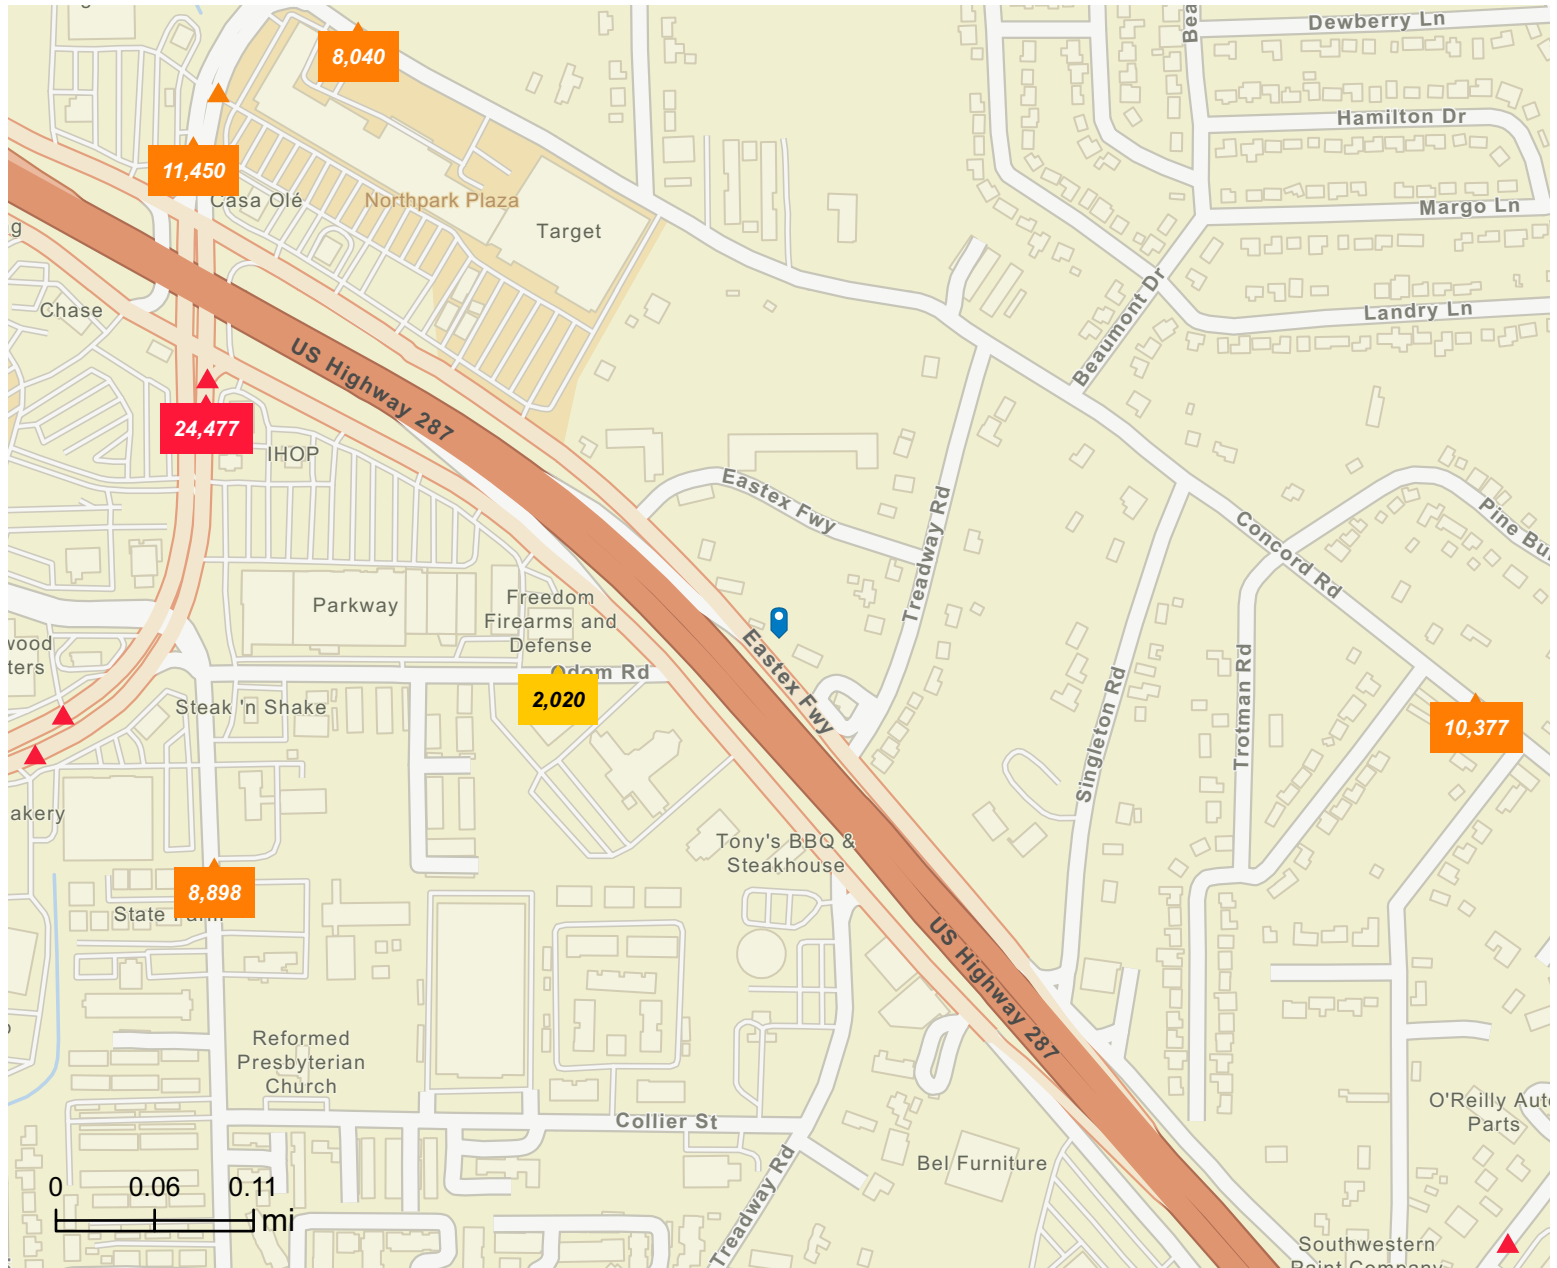 Dewberry Ln
8,040
Hamilton Dr
11,450
Casa Olé
Northpark Plaza
Target
Margo Ln
g
Chase
Landry Ln
Beaumont Dr
US Highway 287
24,477
IHOP
Eastex Fwy
Treadway Rd
Concord Rd
Parkway
Freedom
Firearms and
Defense
Odom Rd
2,020
Eastex Fwy
Steak 'n Shake
Singleton Rd
Trotman Rd
10,377
akery
Tony's BBQ &
Steakhouse
8,898
State Farm
US Highway 287
Reformed
Presbyterian
Church
Collier St
O'Reilly Auto
Parts
Bel Furniture
Treadway Rd
0 0.06 0.11
mi
Southwestern
Paint Company